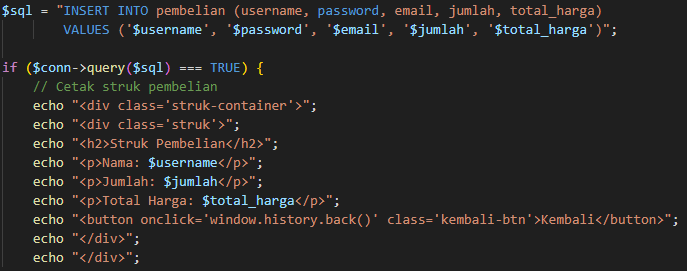 $sql = "INSERT INTO pembelian (username, password, email, jumlah, total_harga)
VALUES ('$username', '$password', '$email', '$jumlah', '$total_harga')";
if ($conn->query($sql) === TRUE) {
// Cetak struk pembelian
echo "<div class='struk-container'>";
echo "<div class='struk'>";
echo "<h2>Struk Pembelian</h2>";
echo "<p>Nama: $username</p>";
echo "<p>Jumlah: $jumlah</p>";
echo "<p>Total Harga: $total_harga</p>";
echo "<button onclick='window.history.back()' class='kembali-btn'>Kembali</button>";
echo "</div>";
echo "</div>";